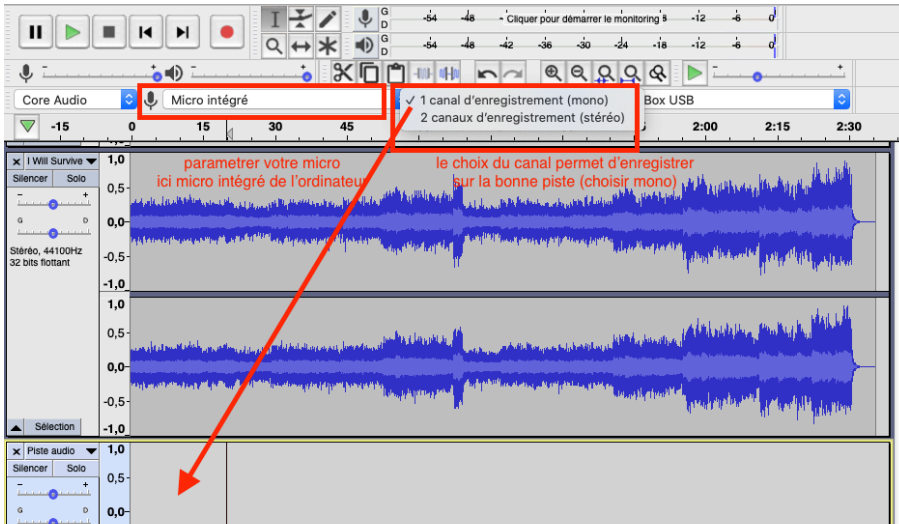 G
D
-54 -48 - Cliquer pour démarrer le monitoring -12 -6 0
G
D
-54 -48 -42 -36 -30 -24 -18 -12 -6 0
Core Audio
Micro intégré
✓ 1 canal d'enregistrement (mono)
2 canaux d'enregistrement (stéréo)
Box USB
-15 0 15 30 45 2:00 2:15 2:30
× I Will Survive
Silencer Solo
- +
G D
Stéréo, 44100Hz
32 bits flottant
1,0
0,5-
0,0-
-0,5-
-1,0
parametrer votre micro
ici micro intégré de l'ordinateur
le choix du canal permet d'enregistrer
sur la bonne piste (choisir mono)
1,0
0,5-
0,0-
-0,5-
-1,0
Sélection
× Piste audio
Silencer Solo
- +
G D
1,0
0,5-
0,0-